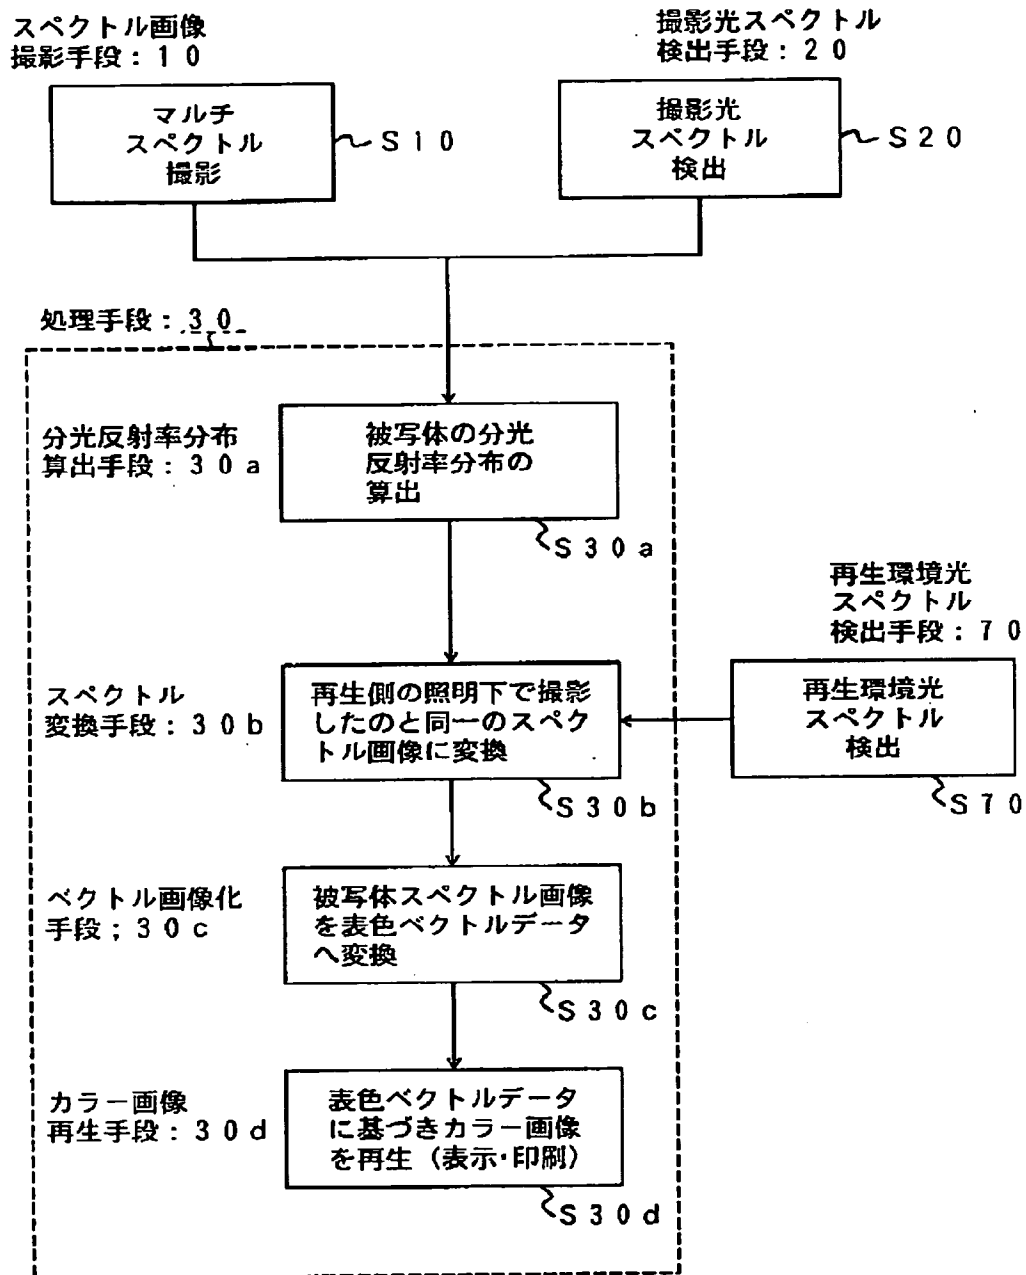 スペクトル画像
撮影手段：１０
撮影光スペクトル
検出手段：２０
マルチ
スペクトル
撮影
Ｓ１０
撮影光
スペクトル
検出
Ｓ２０
処理手段：３０
分光反射率分布
算出手段：３０ａ
被写体の分光
反射率分布の
算出
Ｓ３０ａ
再生環境光
スペクトル
検出手段：７０
スペクトル
変換手段：３０ｂ
再生側の照明下で撮影
したのと同一のスペク
トル画像に変換
Ｓ３０ｂ
再生環境光
スペクトル
検出
Ｓ７０
ベクトル画像化
手段；３０ｃ
被写体スペクトル画像
を表色ベクトルデータ
へ変換
Ｓ３０ｃ
カラー画像
再生手段：３０ｄ
表色ベクトルデータ
に基づきカラー画像
を再生（表示・印刷）
Ｓ３０ｄ